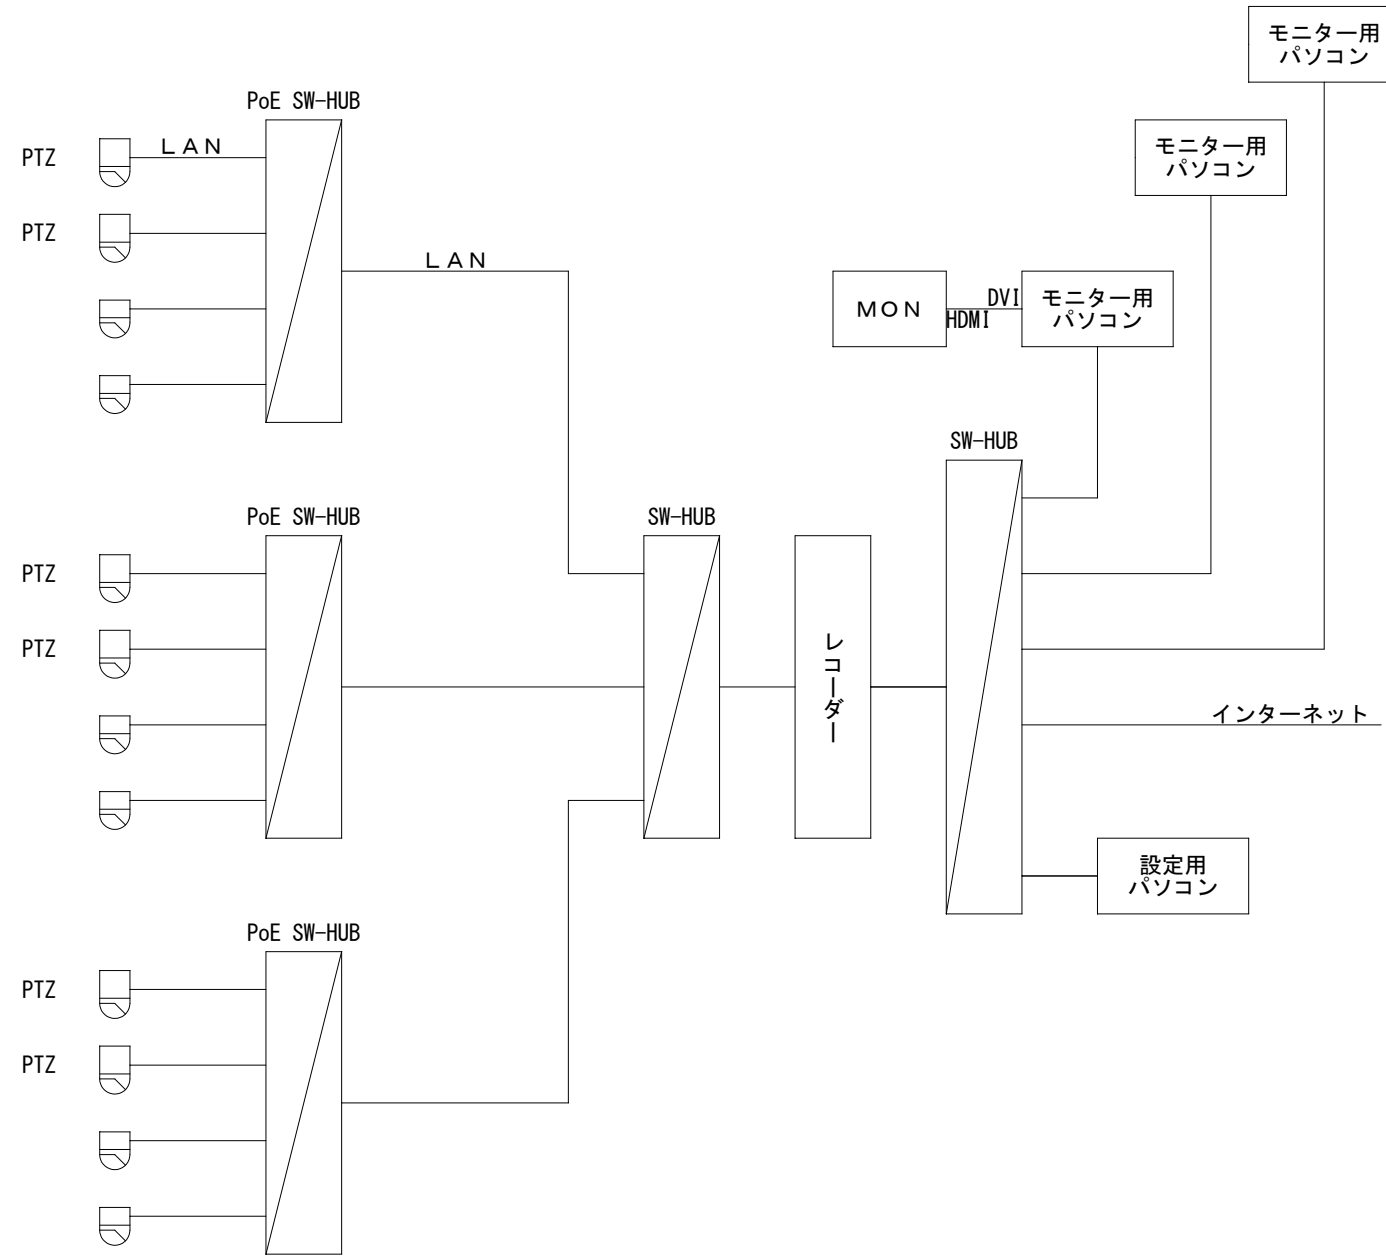 モニター用
パソコン
PoE SW-HUB
モニター用
パソコン
PTZ
LAN
PTZ
LAN
MON
DVI
HDMI
モニター用
パソコン
SW-HUB
PoE SW-HUB
SW-HUB
PTZ
PTZ
レコーダー
インターネット
設定用
パソコン
PoE SW-HUB
PTZ
PTZ